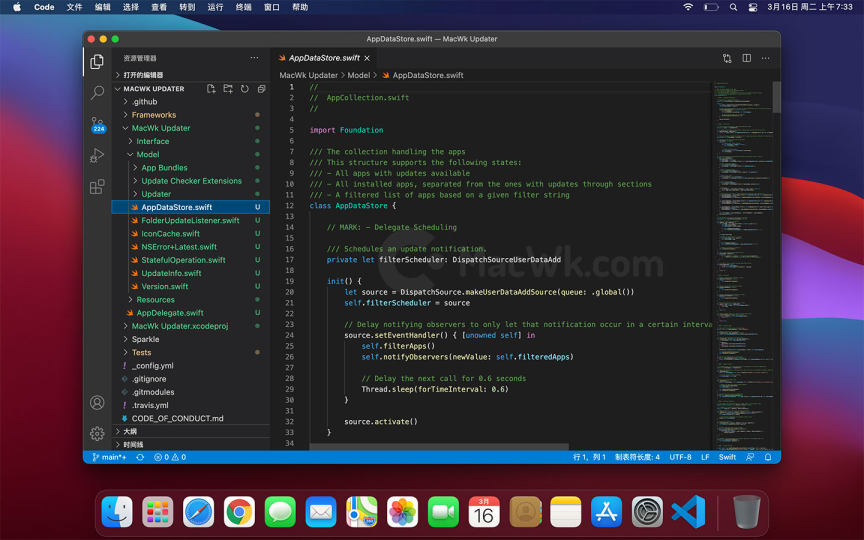 Code 文件 编辑 选择 查看 转到 运行 终端 窗口 帮助 3月16日 周二 上午7:33
AppDataStore.swift — MacWk Updater
资源管理器
打开的编辑器
MACWK UPDATER
.github
Frameworks
MacWk Updater
Interface
Model
App Bundles
Update Checker Extensions
Updater
AppDataStore.swift U
FolderUpdateListener.swift U
IconCache.swift U
NSError+Latest.swift U
StatefulOperation.swift U
UpdateInfo.swift U
Version.swift U
Resources
AppDelegate.swift U
MacWk Updater.xcodeproj
Sparkle
Tests
! _config.yml
.gitignore
.gitmodules
! .travis.yml
CODE_OF_CONDUCT.md
大纲
时间线
224
AppDataStore.swift
MacWk Updater > Model > AppDataStore.swift
1 //
2 //  AppCollection.swift
3 //
4
5 import Foundation
6
7 /// The collection handling the apps
8 /// This structure supports the following states:
9 /// - All apps with updates available
10 /// - All installed apps, separated from the ones with updates through sections
11 /// - A filtered list of apps based on a given filter string
12 class AppDataStore {
13
14 // MARK: - Delegate Scheduling
15
16 /// Schedules an update notification.
17 private let filterScheduler: DispatchSourceUserDataAdd
18
19 init() {
20 let source = DispatchSource.makeUserDataAddSource(queue: .global())
21 self.filterScheduler = source
22
23 // Delay notifying observers to only let that notification occur in a certain interva
24 source.setEventHandler() { [unowned self] in
25 self.filterApps()
26 self.notifyObservers(newValue: self.filteredApps)
27
28 // Delay the next call for 0.6 seconds
29 Thread.sleep(forTimeInterval: 0.6)
30 }
31
32 source.activate()
33 }
34
MacWk.com
main*+ 0 0 行 1，列 1 制表符长度: 4 UTF-8 LF Swift
3月
16